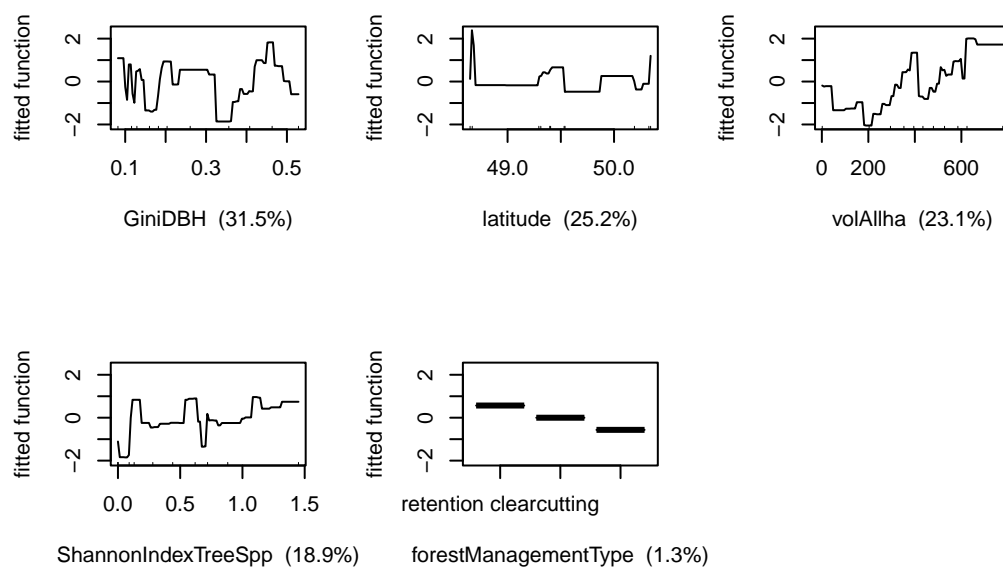 fitted function
2
0
−2
0.1
0.3
0.5
GiniDBH (31.5%)
fitted function
2
0
−2
49.0
50.0
latitude (25.2%)
fitted function
2
0
−2
0
200
600
volAllha (23.1%)
fitted function
2
0
−2
0.0
0.5
1.0
1.5
ShannonIndexTreeSpp (18.9%)
fitted function
2
0
−2
retention clearcutting
forestManagementType (1.3%)